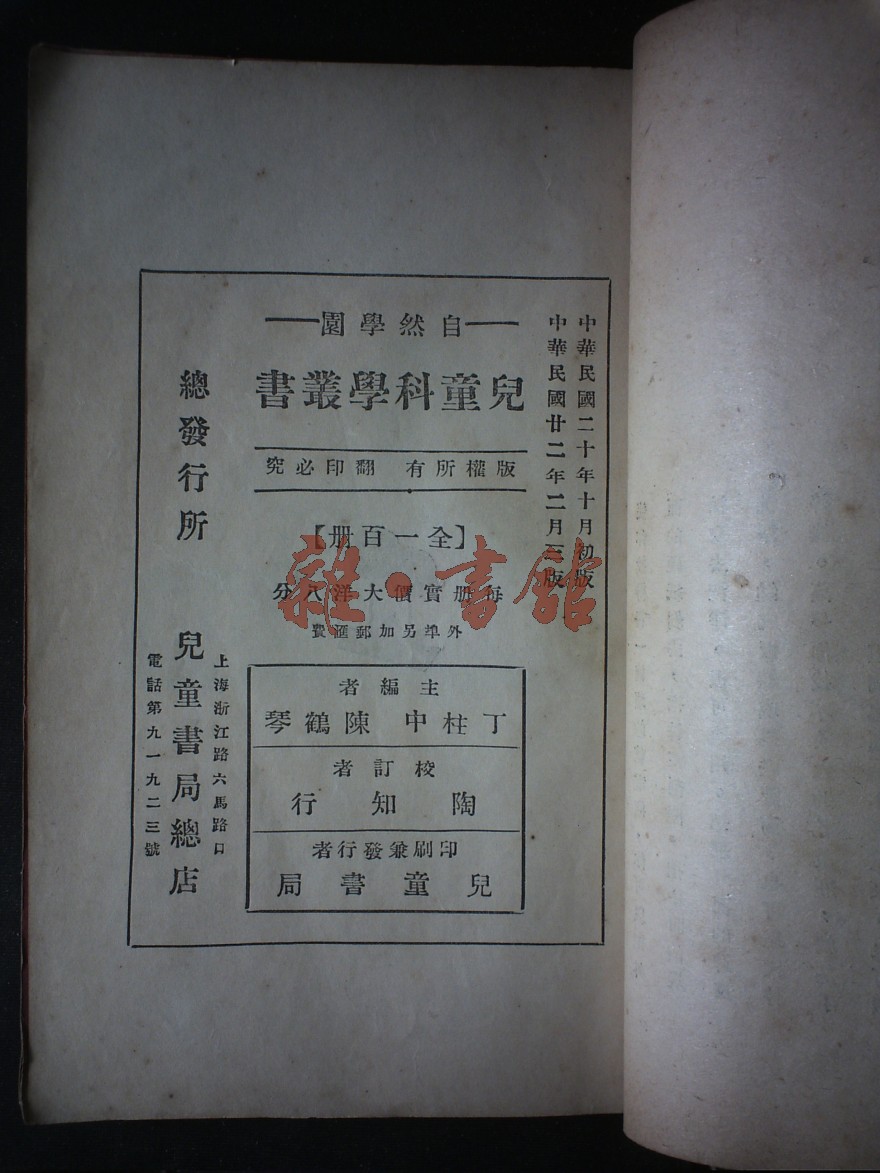 中華民國二十年十月初版
中華民國廿二年二月三版
自然學園
兒童科學叢書
版權所有 翻印必究
【全一百册】
每册實價大洋八分
外埠另加郵滙費
主編者
丁柱中 陳鶴琴
校訂者
陶知行
印刷兼發行者
兒童書局
總發行所 兒童書局總店
上海浙江路六馬路口
電話第九一九二三號
雜·書館